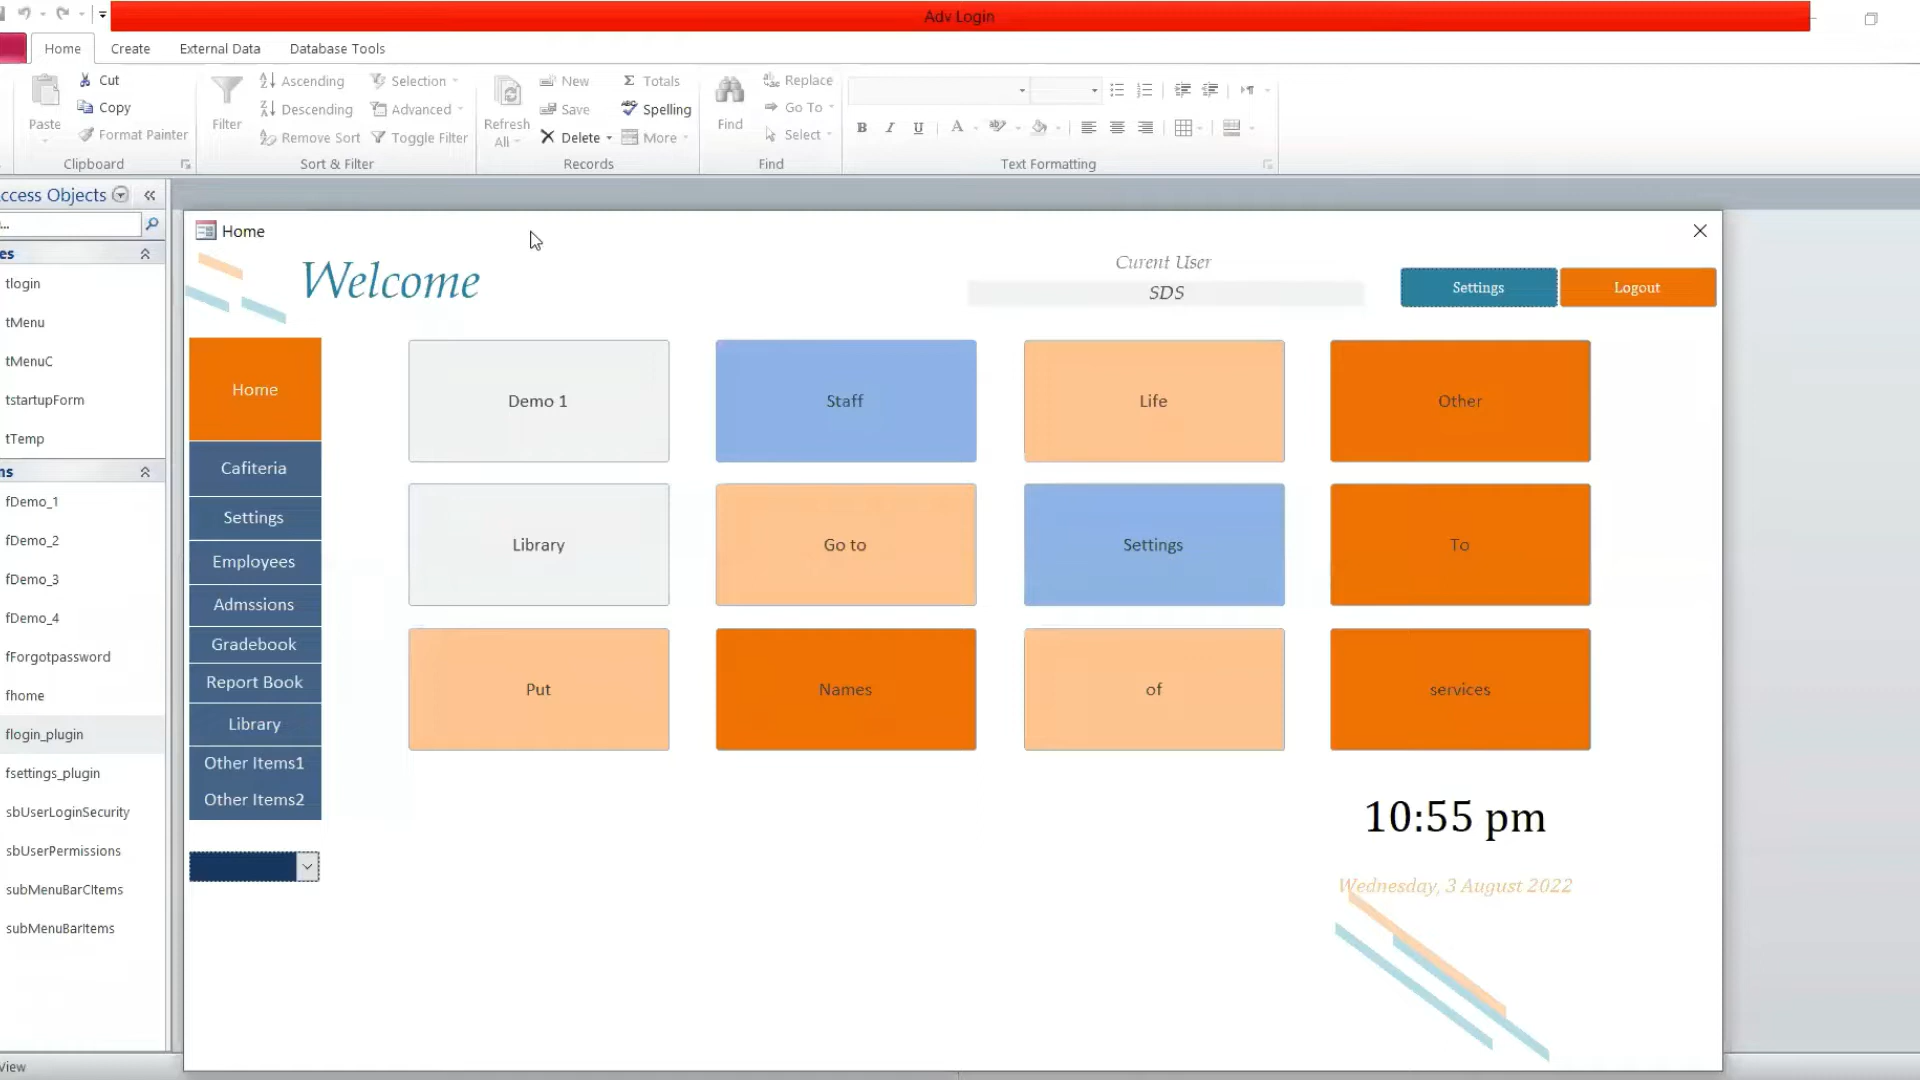 Adv Login
Home Create External Data Database Tools
Cut
Copy
Format Painter
Paste
Clipboard
Filter
Ascending
Descending
Remove Sort
Selection
Advanced
Toggle Filter
Sort & Filter
Refresh
All
New
Save
Delete
Totals
Spelling
More
Records
Find
Replace
Go To
Select
Find
B I U A
Text Formatting
ccess Objects
...
es
tlogin
tMenu
tMenuC
tstartupForm
tTemp
ns
fDemo_1
fDemo_2
fDemo_3
fDemo_4
fForgotpassword
fhome
flogin_plugin
fsettings_plugin
sbUserLoginSecurity
sbUserPermissions
subMenuBarCItems
subMenuBarItems
View
Home
Welcome
Curent User
SDS
Settings
Logout
Home
Cafiteria
Settings
Employees
Admssions
Gradebook
Report Book
Library
Other Items1
Other Items2
Demo 1
Staff
Life
Other
Library
Go to
Settings
To
Put
Names
of
services
10:55 pm
Wednesday, 3 August 2022